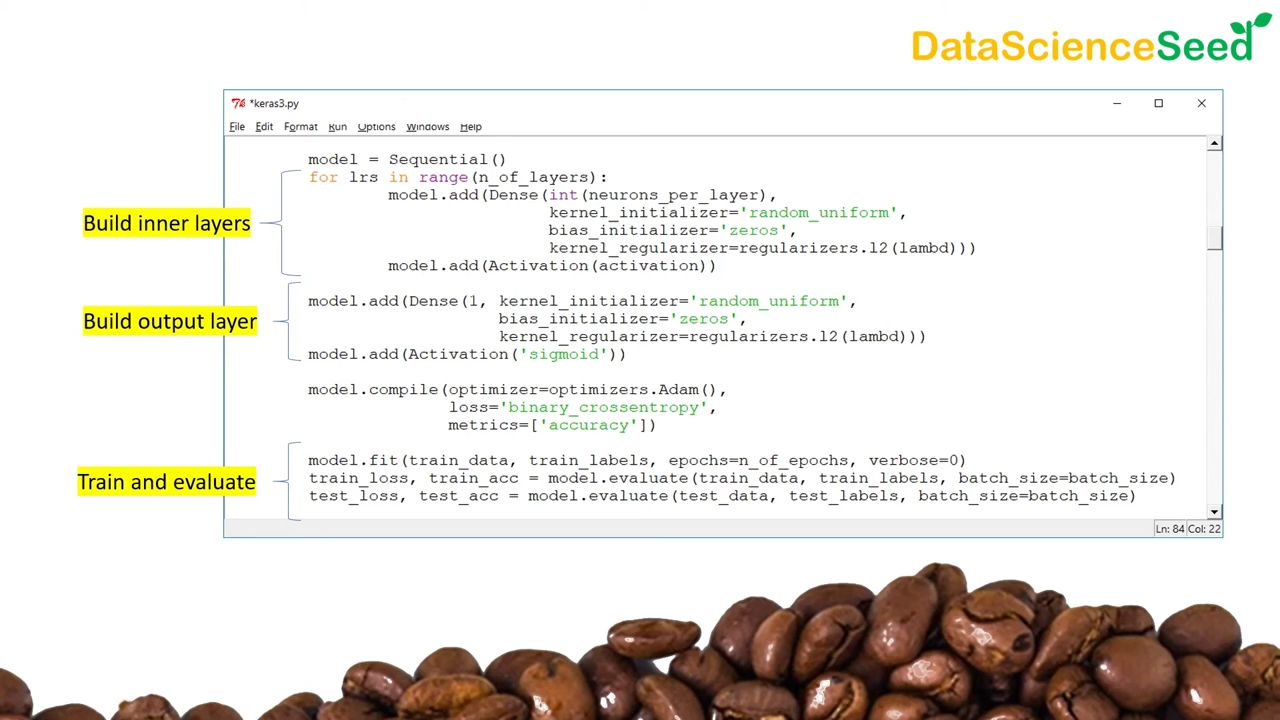 DataScienceSeed
*keras3.py
File Edit Format Run Options Windows Help
model = Sequential()
for lrs in range(n_of_layers):
model.add(Dense(int(neurons_per_layer),
kernel_initializer='random_uniform',
bias_initializer='zeros',
kernel_regularizer=regularizers.l2(lambd)))
model.add(Activation(activation))
Build inner layers
model.add(Dense(1, kernel_initializer='random_uniform',
bias_initializer='zeros',
kernel_regularizer=regularizers.l2(lambd)))
model.add(Activation('sigmoid'))
Build output layer
model.compile(optimizer=optimizers.Adam(),
loss='binary_crossentropy',
metrics=['accuracy'])
model.fit(train_data, train_labels, epochs=n_of_epochs, verbose=0)
train_loss, train_acc = model.evaluate(train_data, train_labels, batch_size=batch_size)
test_loss, test_acc = model.evaluate(test_data, test_labels, batch_size=batch_size)
Train and evaluate
Ln: 84 Col: 22